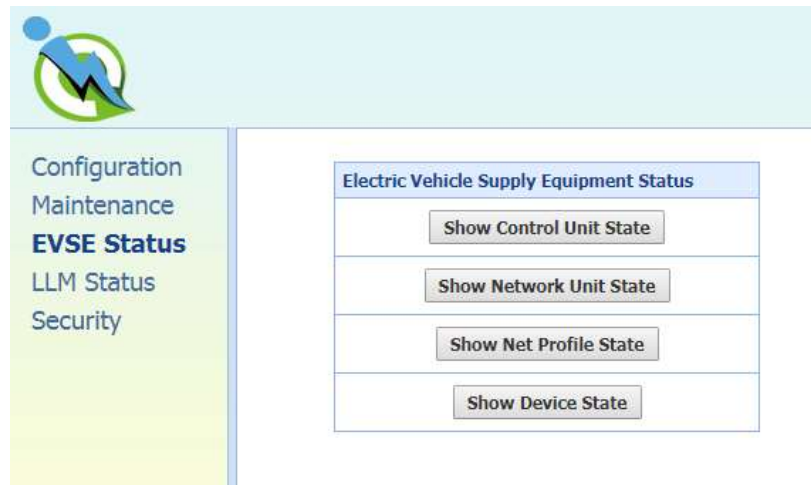 Configuration
Maintenance
EVSE Status
LLM Status
Security
Electric Vehicle Supply Equipment Status
Show Control Unit State
Show Network Unit State
Show Net Profile State
Show Device State